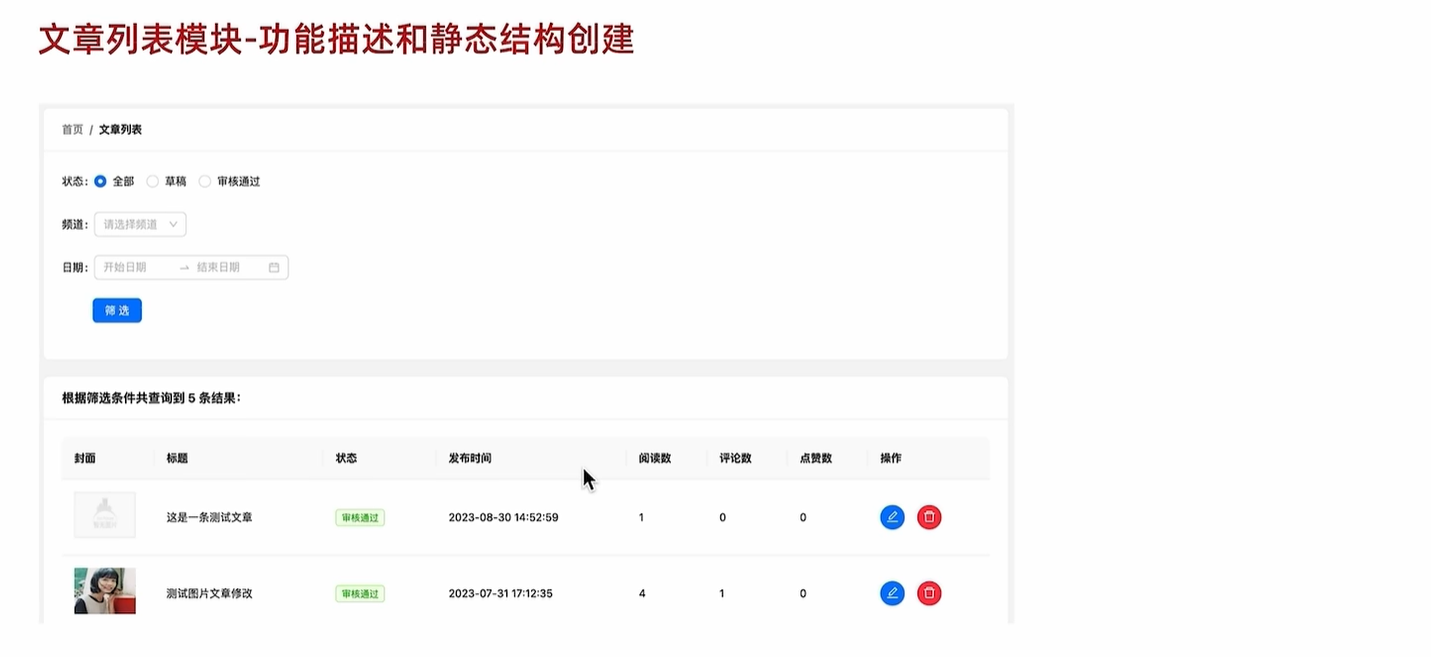 文章列表模块-功能描述和静态结构创建
首页 / 文章列表
状态： 全部 草稿 审核通过
频道： 请选择频道
日期： 开始日期 → 结束日期
筛 选
根据筛选条件共查询到 5 条结果：
封面 标题 状态 发布时间 阅读数 评论数 点赞数 操作
这是一条测试文章 审核通过 2023-08-30 14:52:59 1 0 0
测试图片文章修改 审核通过 2023-07-31 17:12:35 4 1 0